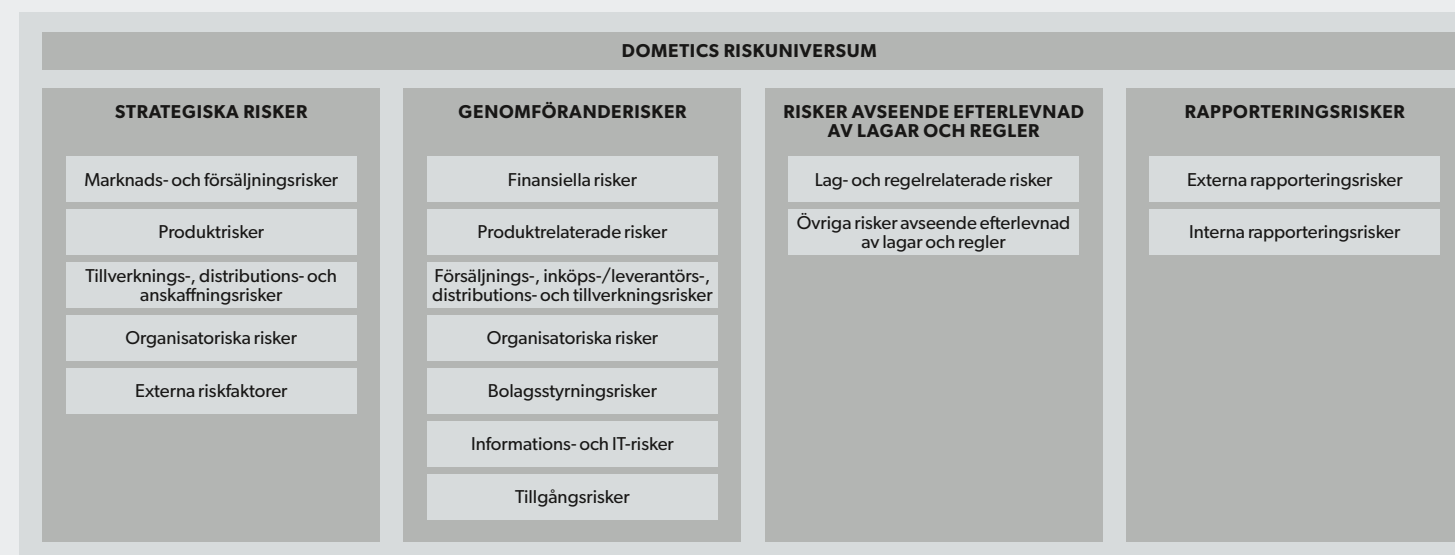 DOMETICS RISKUNIVERSUM
STRATEGISKA RISKER
Marknads- och försäljningsrisker
Produktrisker
Tillverknings-, distributions- och
anskaffningsrisker
Organisatoriska risker
Externa riskfaktorer
GENOMFÖRANDERISKER
Finansiella risker
Produktrelaterade risker
Försäljnings-, inköps-/leverantörs-,
distributions- och tillverkningsrisker
Organisatoriska risker
Bolagsstyrningsrisker
Informations- och IT-risker
Tillgångsrisker
RISKER AVSEENDE EFTERLEVNAD
AV LAGAR OCH REGLER
Lag- och regelrelaterade risker
Övriga risker avseende efterlevnad
av lagar och regler
RAPPORTERINGSRISKER
Externa rapporteringsrisker
Interna rapporteringsrisker